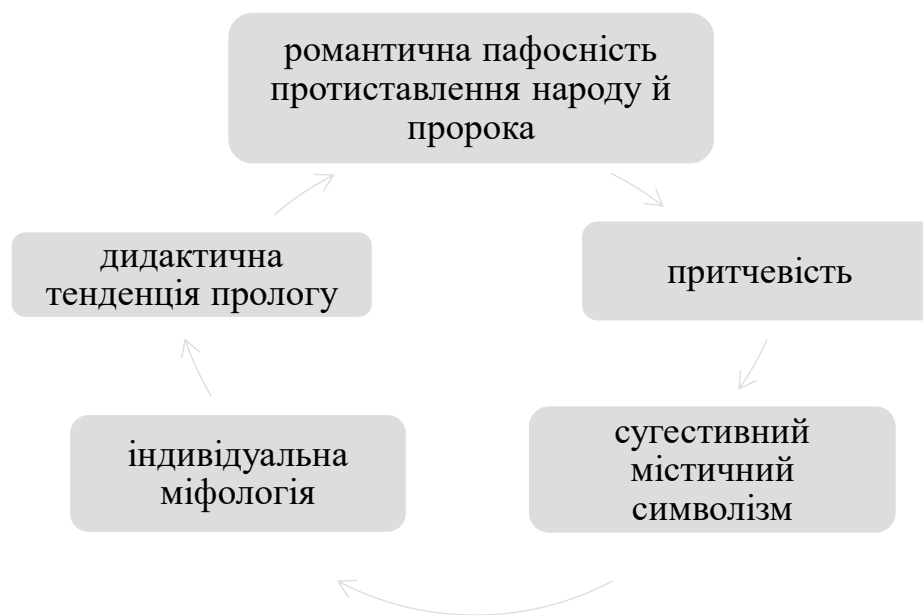 романтична пафосність
протиставлення народу й
пророка
притчевість
сугестивний
містичний
символізм
індивідуальна
міфологія
дидактична
тенденція прологу